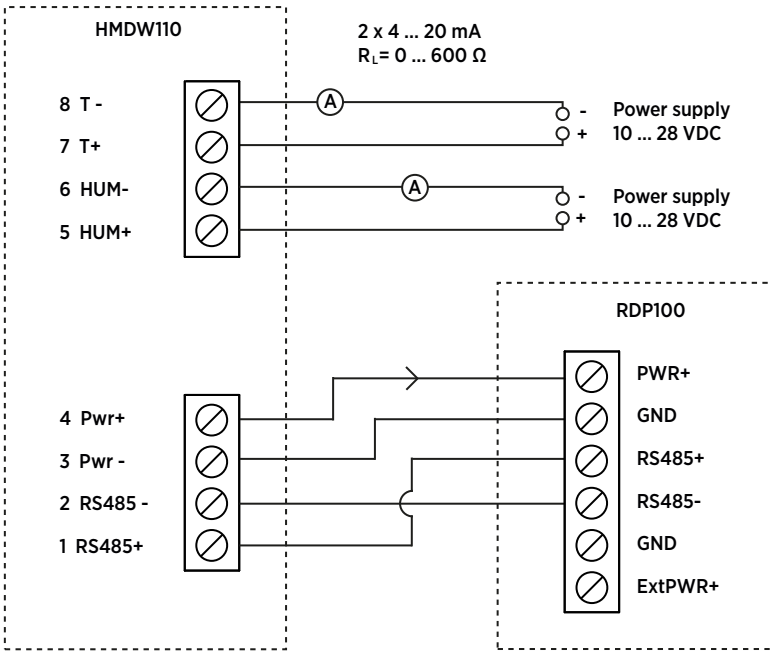 HMDW110
2 x 4 ... 20 mA
RL= 0 ... 600 Ω
8 T -
A
- Power supply
7 T+
+ 10 ... 28 VDC
6 HUM-
A
- Power supply
5 HUM+
+ 10 ... 28 VDC
RDP100
PWR+
4 Pwr+
GND
3 Pwr -
RS485+
2 RS485 -
RS485-
1 RS485+
GND
ExtPWR+